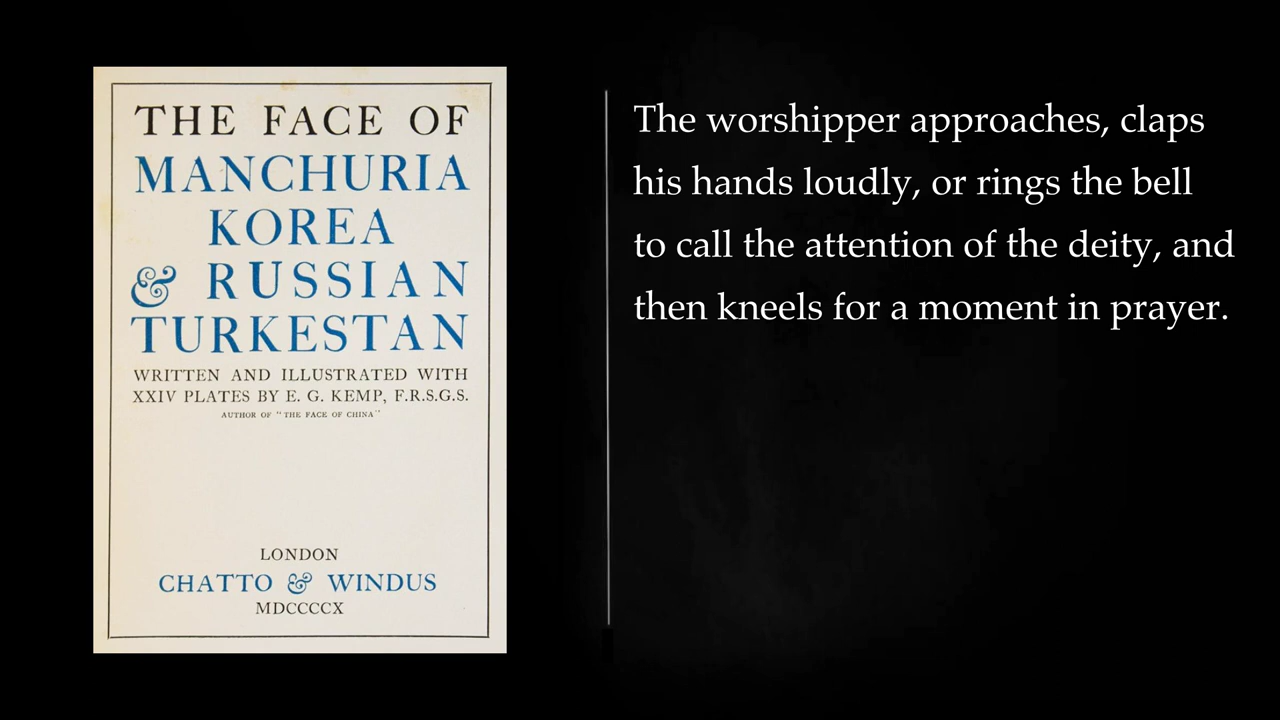 THE FACE OF
MANCHURIA
KOREA
& RUSSIAN
TURKESTAN
WRITTEN AND ILLUSTRATED WITH
XXIV PLATES BY E. G. KEMP, F.R.S.G.S.
AUTHOR OF "THE FACE OF CHINA"
LONDON
CHATTO & WINDUS
MDCCCCX
The worshipper approaches, claps
his hands loudly, or rings the bell
to call the attention of the deity, and
then kneels for a moment in prayer.